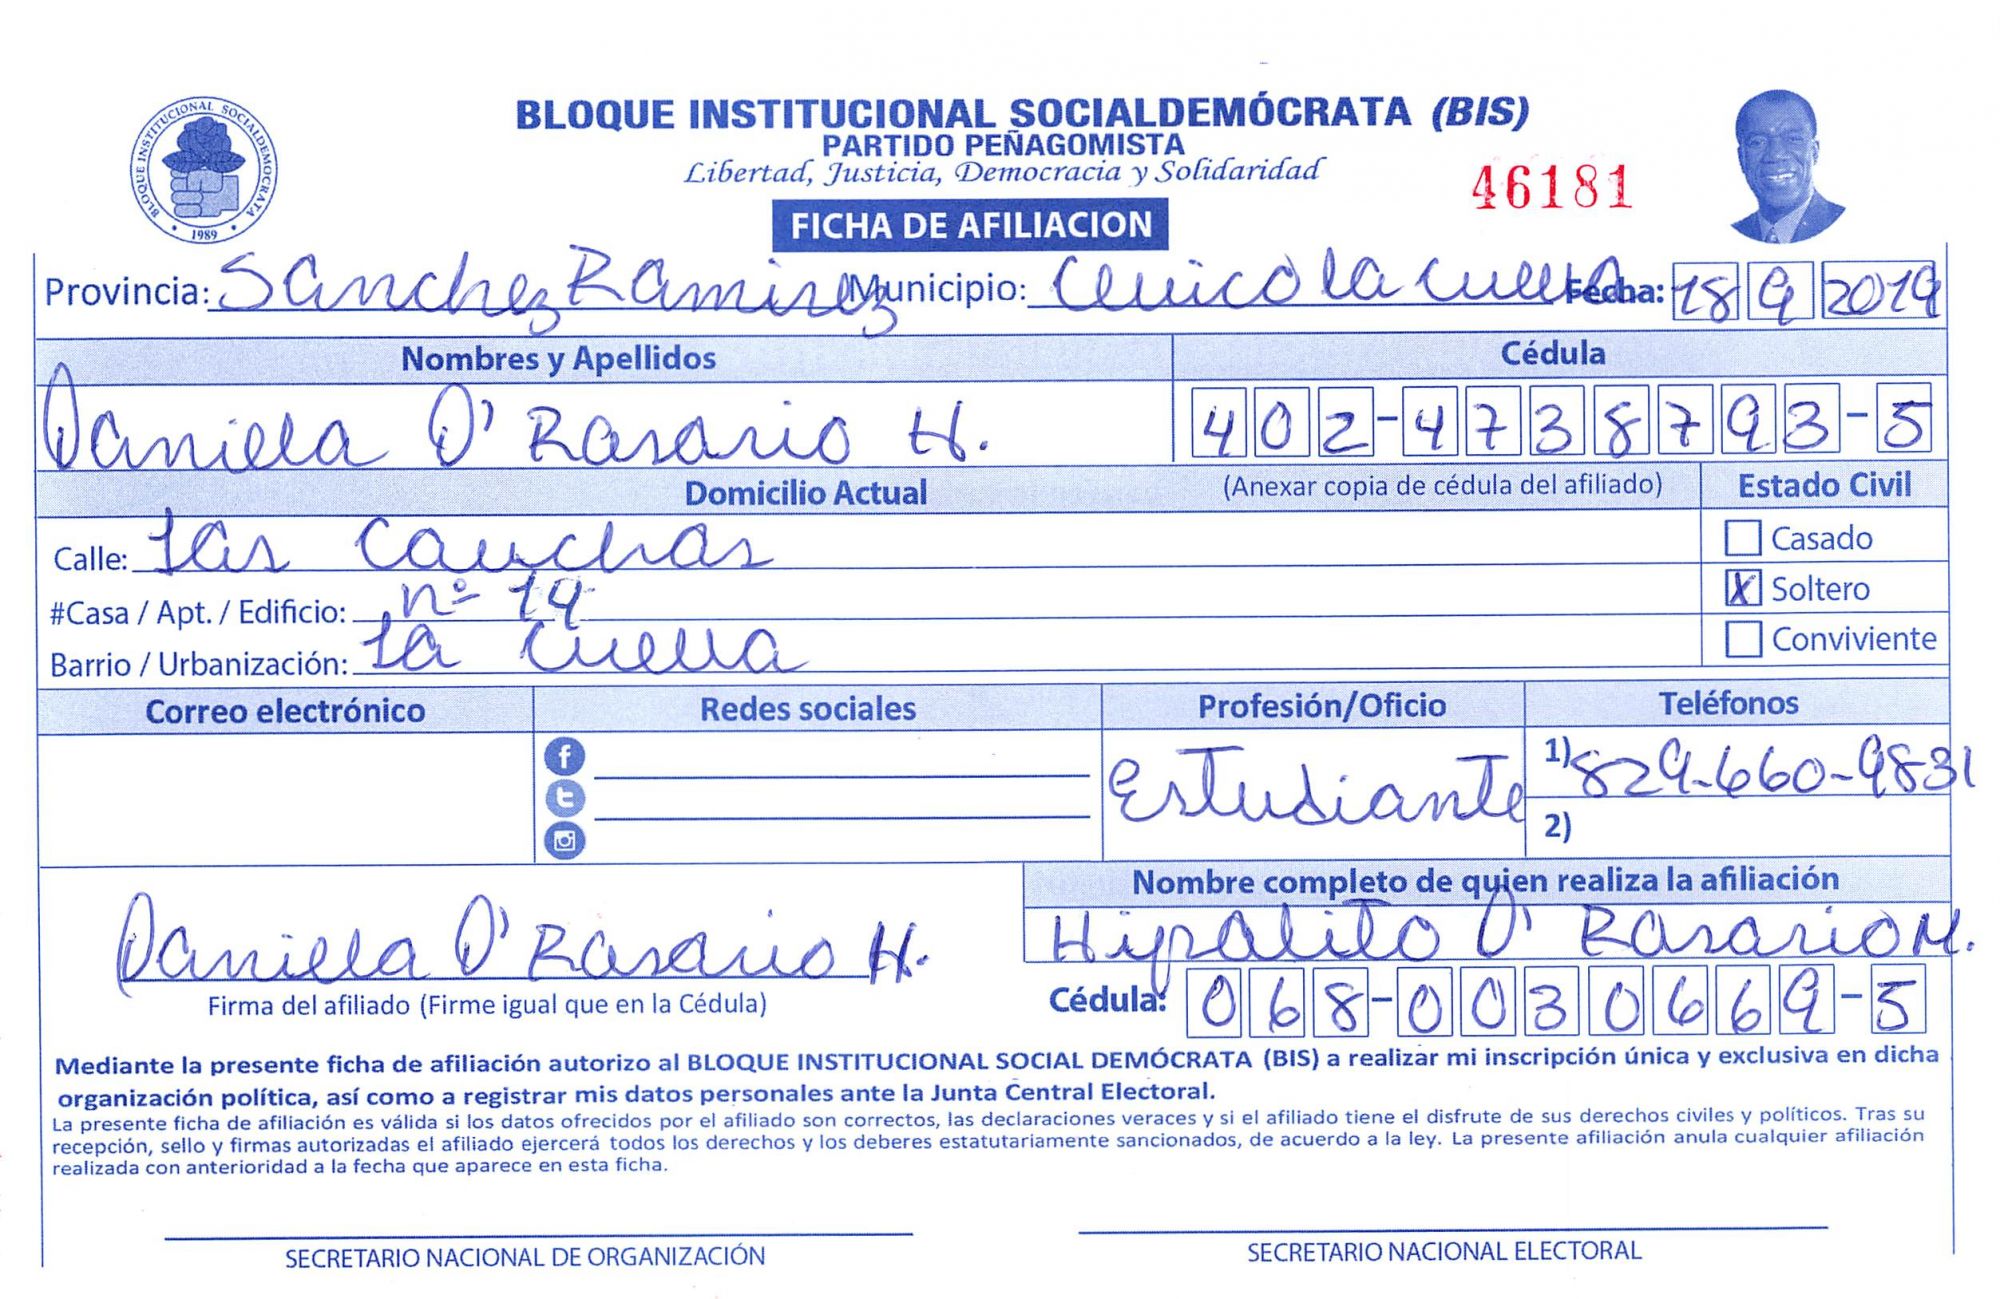 BLOQUE INSTITUCIONAL SOCIALDEMOCRATA
1989
BLOQUE INSTITUCIONAL SOCIALDEMÓCRATA (BIS)
PARTIDO PEÑAGOMISTA
Libertad, Justicia, Democracia y Solidaridad
46181
FICHA DE AFILIACION
Provincia: Sanchez Ramirez Municipio: la Cueva Fecha: 18 9 2019
Nombres y Apellidos Cédula
Daniela D' Rosario H. 402-4738793-5
Domicilio Actual (Anexar copia de cédula del afiliado) Estado Civil
Calle: Las Casado
#Casa / Apt. / Edificio: nº 14 X Soltero
Barrio / Urbanización: La Cueva Conviviente
Correo electrónico Redes sociales Profesión/Oficio Teléfonos
Estudiante 1) 829-660-9831
2)
Nombre completo de quien realiza la afiliación
Daniela D' Rosario H. Hipolito D' Rosario M.
Firma del afiliado (Firme igual que en la Cédula) Cédula: 068-0030669-5
Mediante la presente ficha de afiliación autorizo al BLOQUE INSTITUCIONAL SOCIAL DEMÓCRATA (BIS) a realizar mi inscripción única y exclusiva en dicha
organización política, así como a registrar mis datos personales ante la Junta Central Electoral.
La presente ficha de afiliación es válida si los datos ofrecidos por el afiliado son correctos, las declaraciones veraces y si el afiliado tiene el disfrute de sus derechos civiles y políticos. Tras su
recepción, sello y firmas autorizadas el afiliado ejercerá todos los derechos y los deberes estatutariamente sancionados, de acuerdo a la ley. La presente afiliación anula cualquier afiliación
realizada con anterioridad a la fecha que aparece en esta ficha.
SECRETARIO NACIONAL DE ORGANIZACIÓN SECRETARIO NACIONAL ELECTORAL